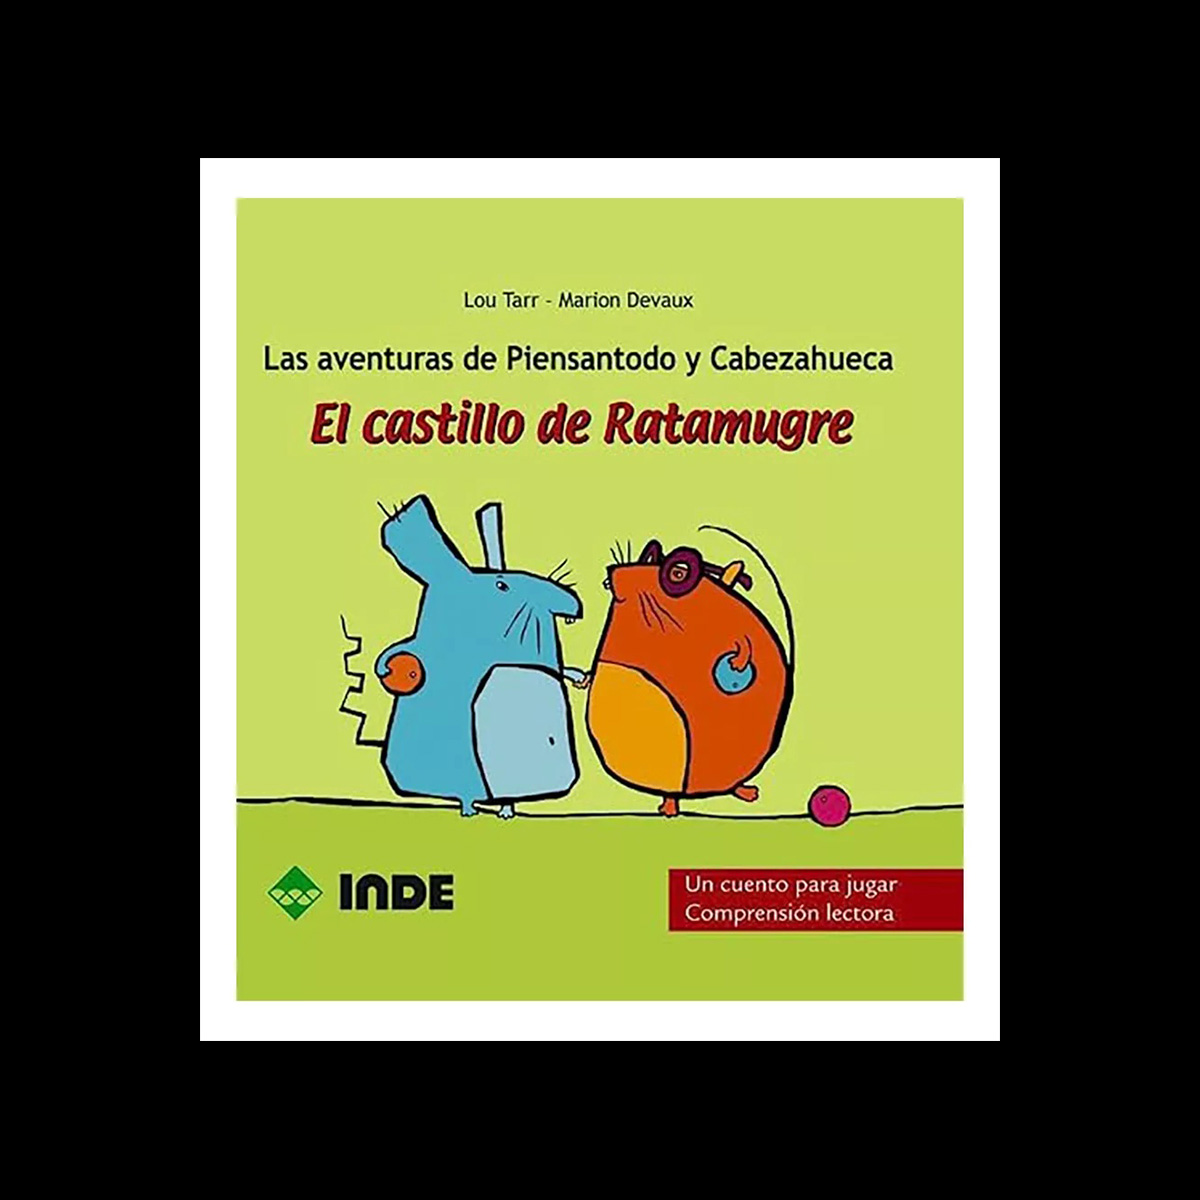 Lou Tarr - Marion Devaux
Las aventuras de Piensantodo y Cabezahueca
El castillo de Ratamugre
INDE
Un cuento para jugar
Comprensión lectora